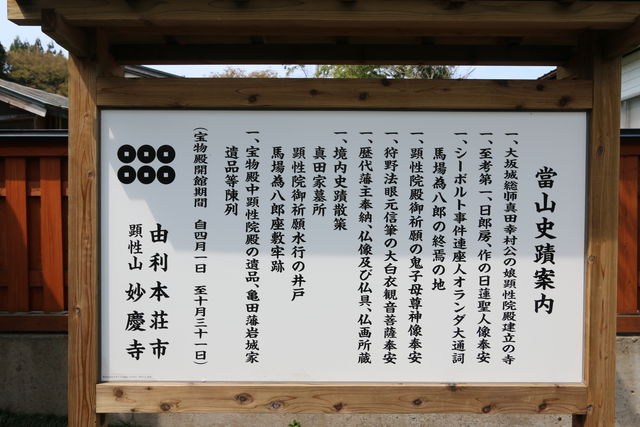 當山史蹟案内
一、大坂城総師真田幸村公の娘顕性院殿建立の寺
一、至孝第一、日郎房、作の日蓮聖人像奉安
一、シーボルト事件連座人オランダ大通詞
馬場為八郎の終焉の地
一、顕性院殿御祈願の鬼子母尊神像奉安
一、狩野法眼元信筆の大白衣観音菩薩奉安
一、歴代藩主奉納、仏像及び仏具、仏画所蔵
一、境内史蹟散策
真田家墓所
顕性院御祈願水行の井戸
馬場為八郎座敷牢跡
一、宝物殿中顕性院殿の遺品、亀田藩岩城家
遺品等陳列
(宝物殿開館期間 自四月一日 至十月三十一日)
由利本荘市
顕性山 妙慶寺